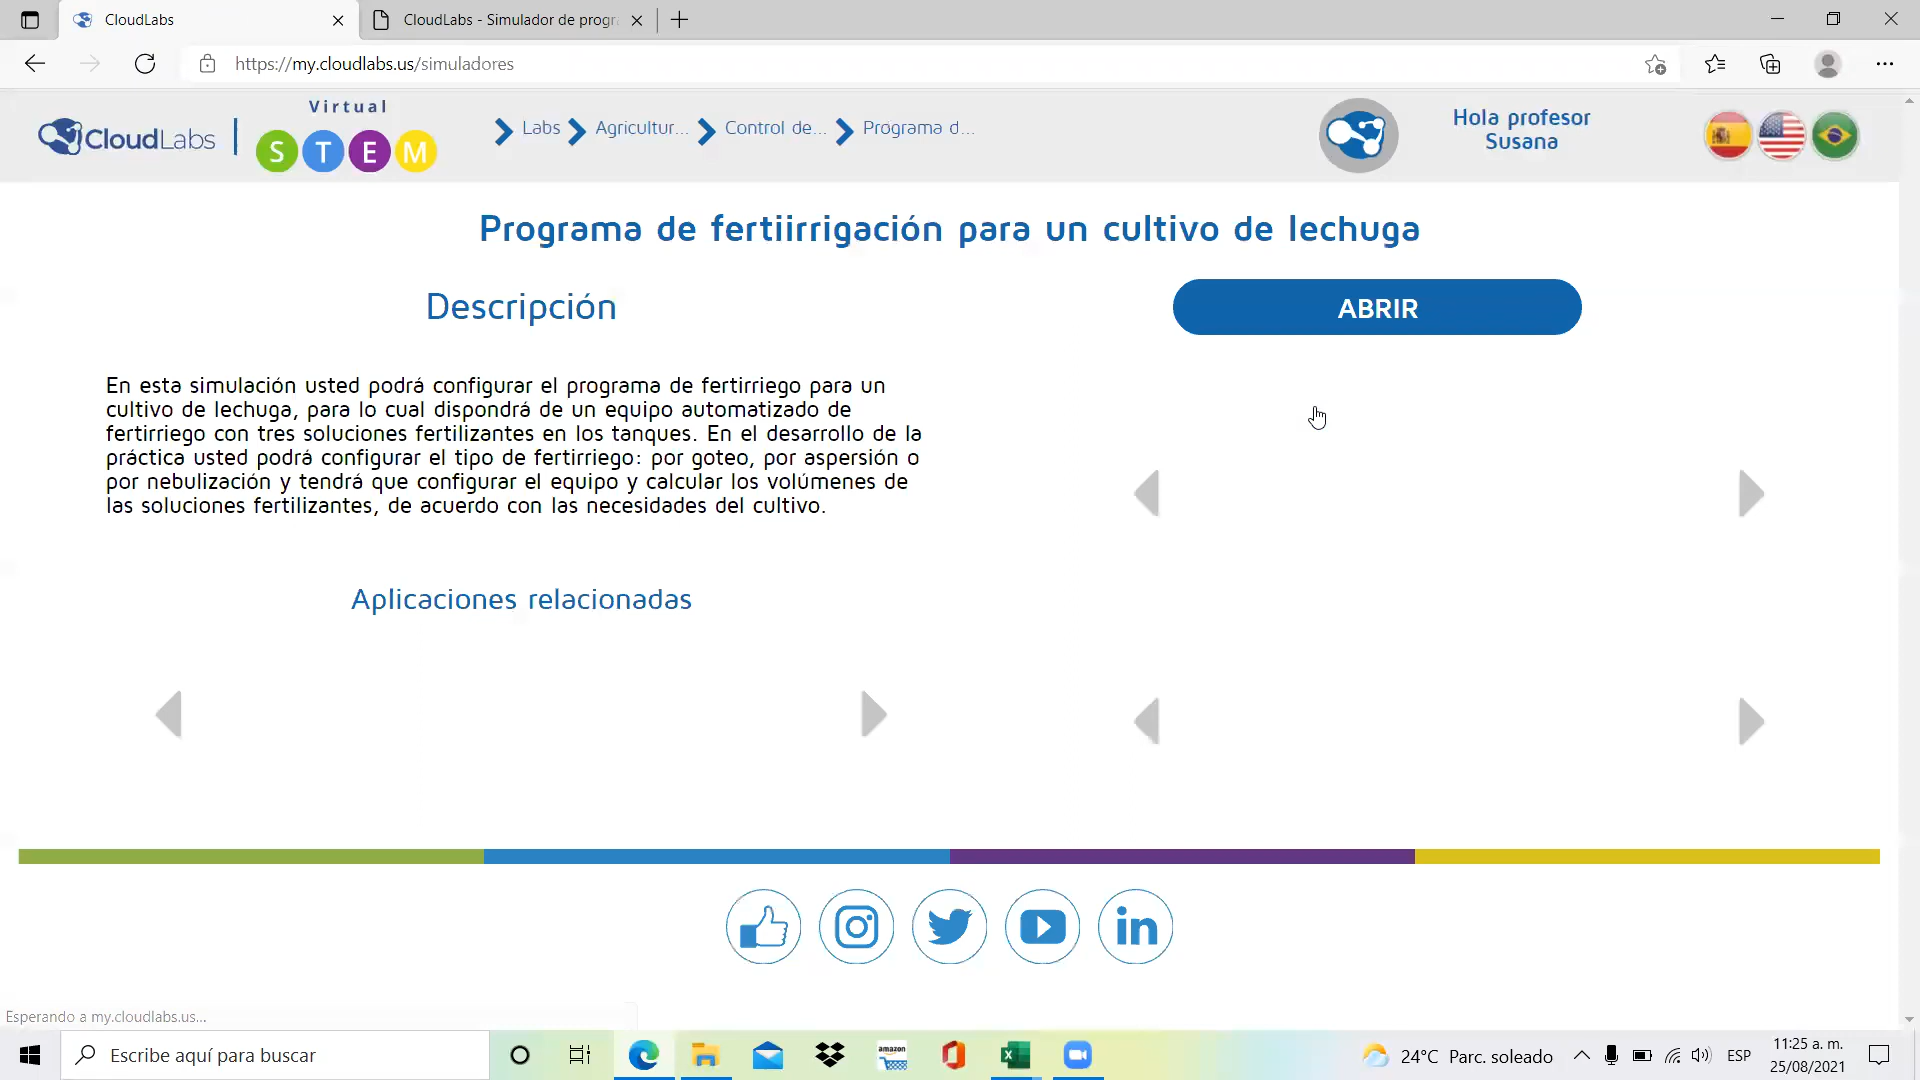 CloudLabs
CloudLabs - Simulador de progr
https://my.cloudlabs.us/simuladores
CloudLabs
Virtual
S T E M
Labs
Agricultur...
Control de...
Programa d...
Hola profesor
Susana
Programa de fertiirrigación para un cultivo de lechuga
Descripción
ABRIR
En esta simulación usted podrá configurar el programa de fertirriego para un
cultivo de lechuga, para lo cual dispondrá de un equipo automatizado de
fertirriego con tres soluciones fertilizantes en los tanques. En el desarrollo de la
práctica usted podrá configurar el tipo de fertirriego: por goteo, por aspersión o
por nebulización y tendrá que configurar el equipo y calcular los volúmenes de
las soluciones fertilizantes, de acuerdo con las necesidades del cultivo.
Aplicaciones relacionadas
in
Esperando a my.cloudlabs.us...
Escribe aquí para buscar
amazon
24°C Parc. soleado
ESP
11:25 a. m.
25/08/2021